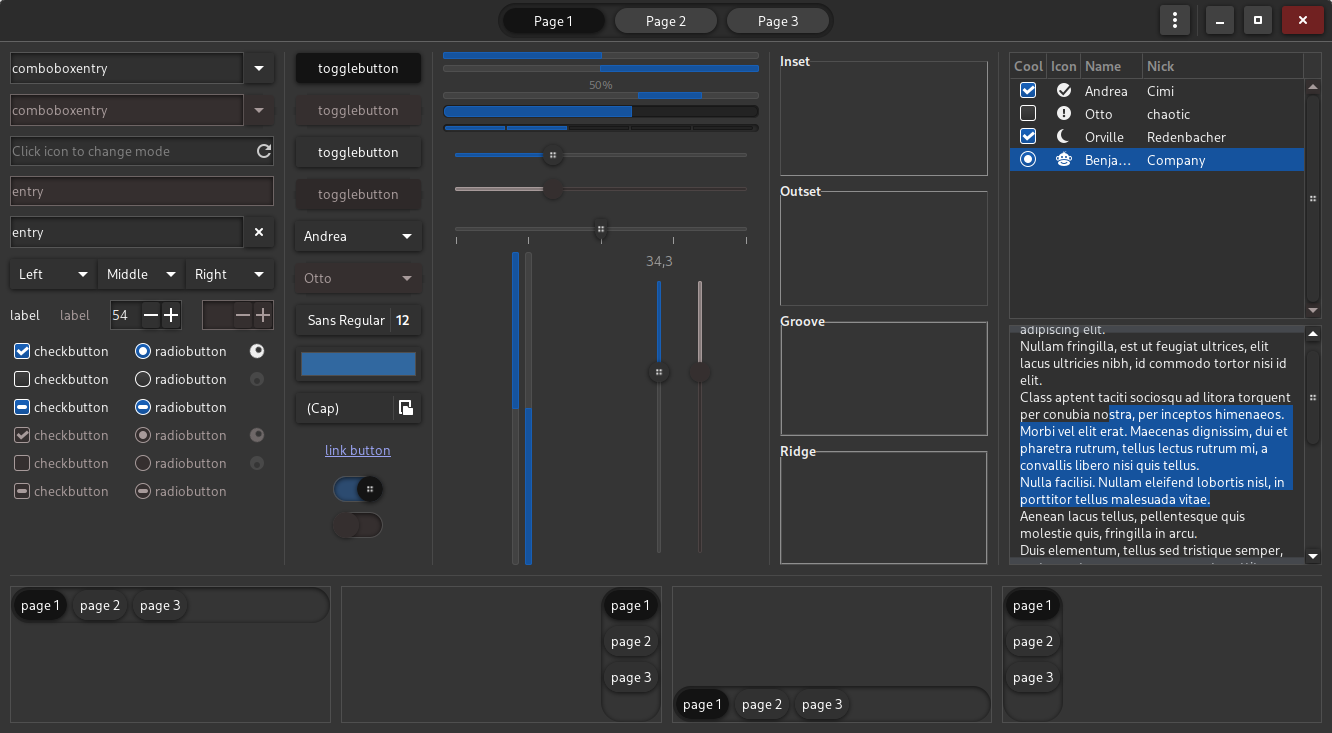 Page 1
Page 2
Page 3
comboboxentry
comboboxentry
Click icon to change mode
entry
entry
Left
Middle
Right
label
label
54
checkbutton
radiobutton
checkbutton
radiobutton
checkbutton
radiobutton
checkbutton
radiobutton
checkbutton
radiobutton
checkbutton
radiobutton
togglebutton
togglebutton
togglebutton
togglebutton
Andrea
Otto
Sans Regular 12
(Cap)
link button
50%
34,3
Inset
Outset
Groove
Ridge
Cool Icon Name Nick
Andrea Cimi
Otto chaotic
Orville Redenbacher
Benja... Company
adipiscing elit.
Nullam fringilla, est ut feugiat ultrices, elit
lacus ultricies nibh, id commodo tortor nisi id
elit.
Class aptent taciti sociosqu ad litora torquent
per conubia nostra, per inceptos himenaeos.
Morbi vel elit erat. Maecenas dignissim, dui et
pharetra rutrum, tellus lectus rutrum mi, a
convallis libero nisi quis tellus.
Nulla facilisi. Nullam eleifend lobortis nisl, in
porttitor tellus malesuada vitae.
Aenean lacus tellus, pellentesque quis
molestie quis, fringilla in arcu.
Duis elementum, tellus sed tristique semper,
page 1
page 2
page 3
page 1
page 2
page 3
page 1
page 2
page 3
page 1
page 2
page 3